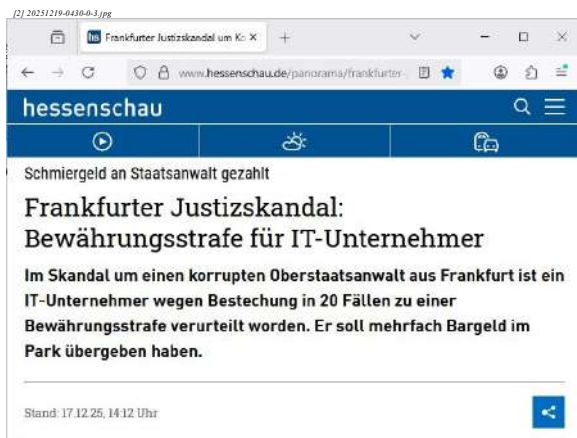 [2] 20251219-0430-0-3.jpg
hs Frankfurter Justizskandal um Ko
www.hessenschau.de/panorama/frankfurter-
hessenschau
Schmiergeld an Staatsanwalt gezahlt
Frankfurter Justizskandal:
Bewährungsstrafe für IT-Unternehmer
Im Skandal um einen korrupten Oberstaatsanwalt aus Frankfurt ist ein
IT-Unternehmer wegen Bestechung in 20 Fällen zu einer
Bewährungsstrafe verurteilt worden. Er soll mehrfach Bargeld im
Park übergeben haben.
Stand: 17.12.25, 14:12 Uhr